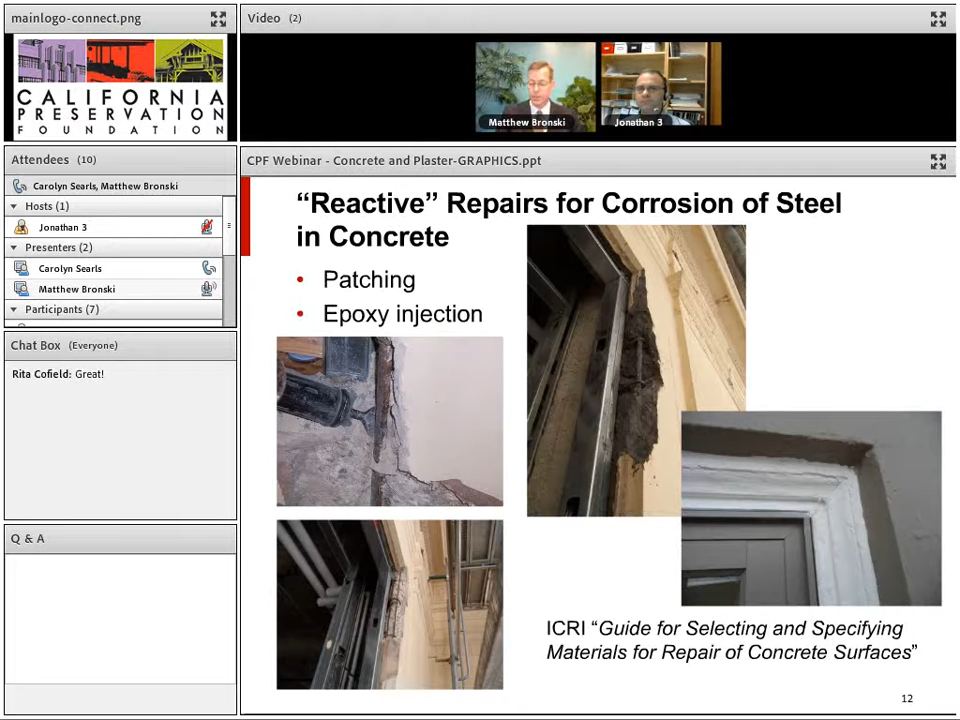 mainlogo-connect.png
CALIFORNIA
PRESERVATION
FOUNDATION
Attendees (10)
Carolyn Searls, Matthew Bronski
Hosts (1)
Jonathan 3
Presenters (2)
Carolyn Searls
Matthew Bronski
Participants (7)
Chat Box (Everyone)
Rita Cofield: Great!
Q & A
Video (2)
Matthew Bronski
Jonathan 3
CPF Webinar - Concrete and Plaster-GRAPHICS.ppt
“Reactive” Repairs for Corrosion of Steel
in Concrete
• Patching
• Epoxy injection
ICRI “Guide for Selecting and Specifying
Materials for Repair of Concrete Surfaces”
12